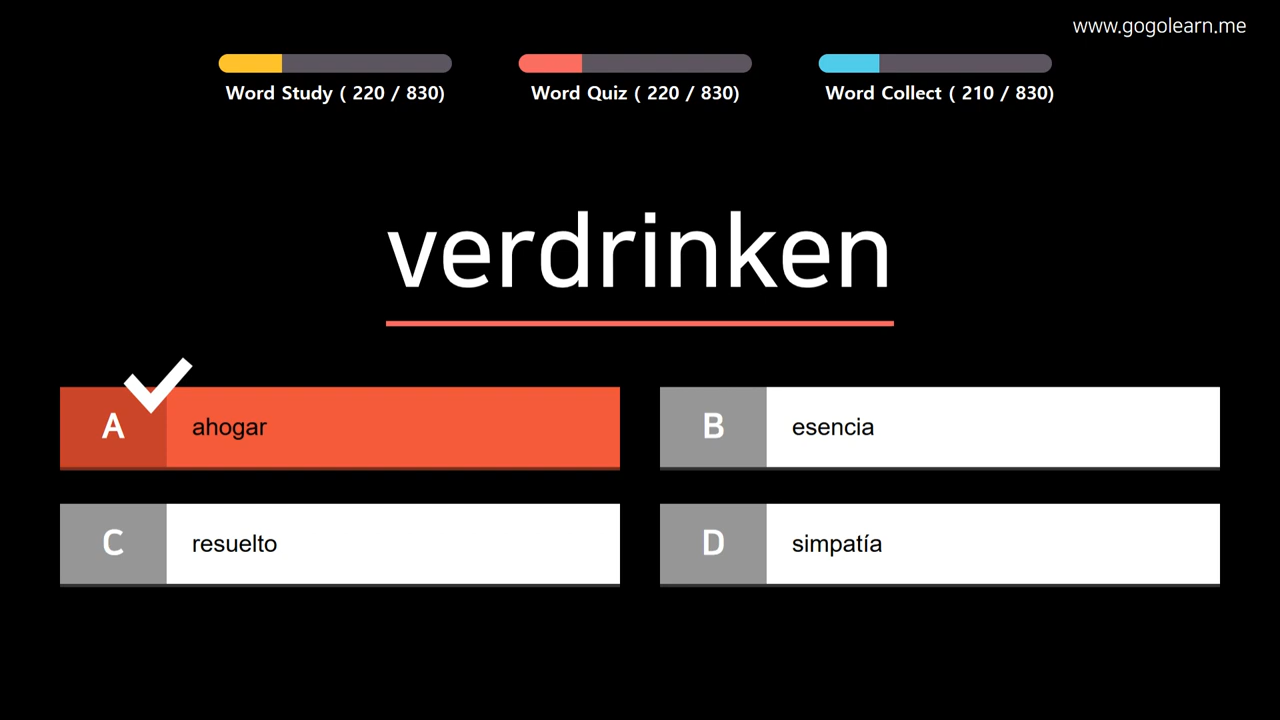 www.gogolearn.me
Word Study ( 220 / 830)
Word Quiz ( 220 / 830)
Word Collect ( 210 / 830)
verdrinken
A ahogar
B esencia
C resuelto
D simpatía